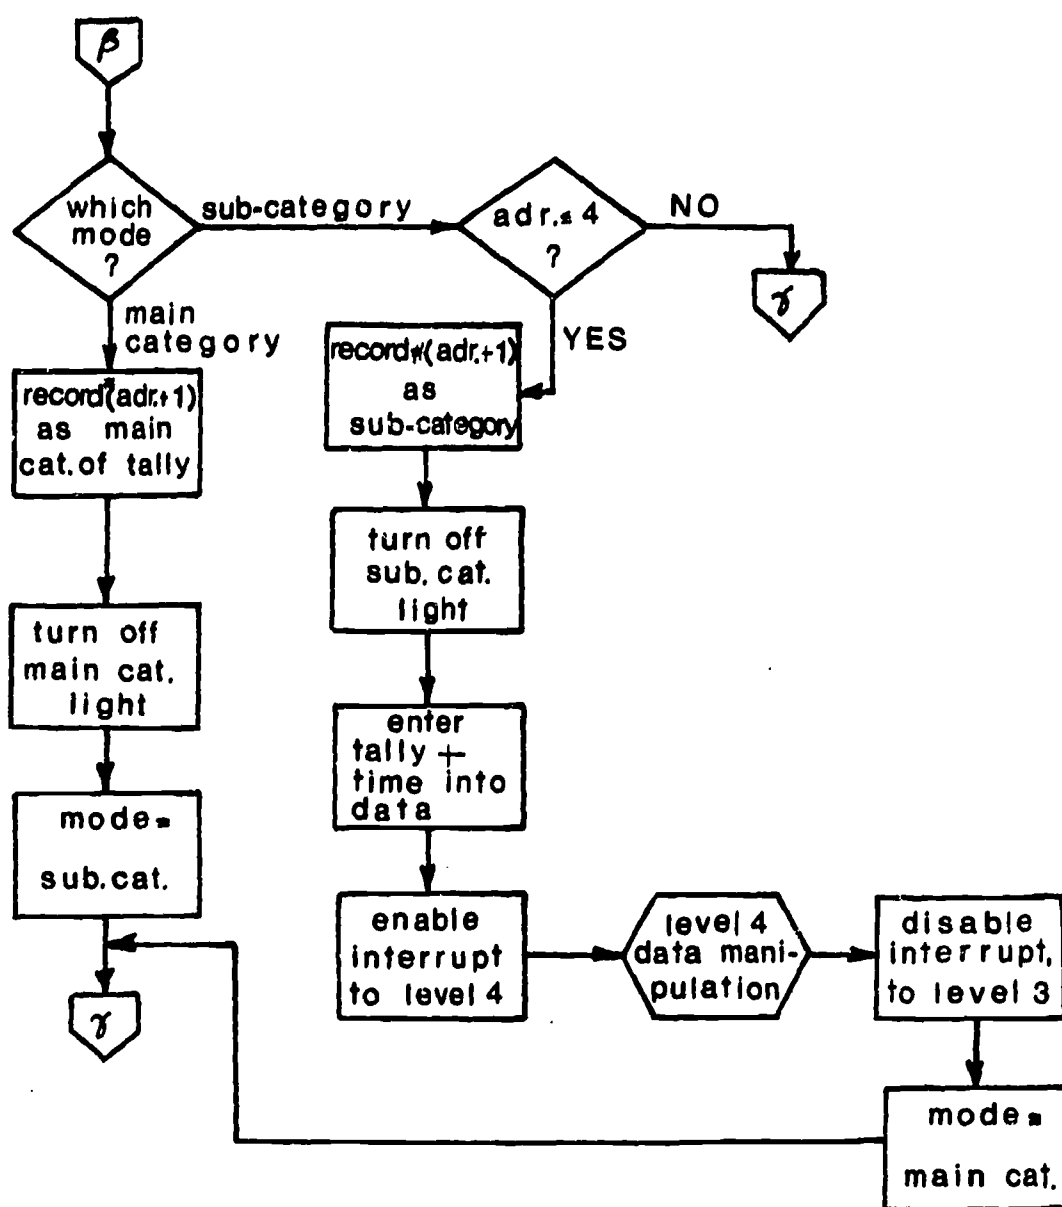 β
which
mode
?
sub-category
adr.≤ 4
?
NO
γ
YES
main
category
record #(adr.+1)
as main
cat. of tally
turn off
main cat.
light
mode =
sub.cat.
γ
record #(adr.+1)
as
sub-category
turn off
sub. cat.
light
enter
tally +
time into
data
enable
interrupt
to level 4
level 4
data mani-
pulation
disable
interrupt,
to level 3
mode =
main cat.